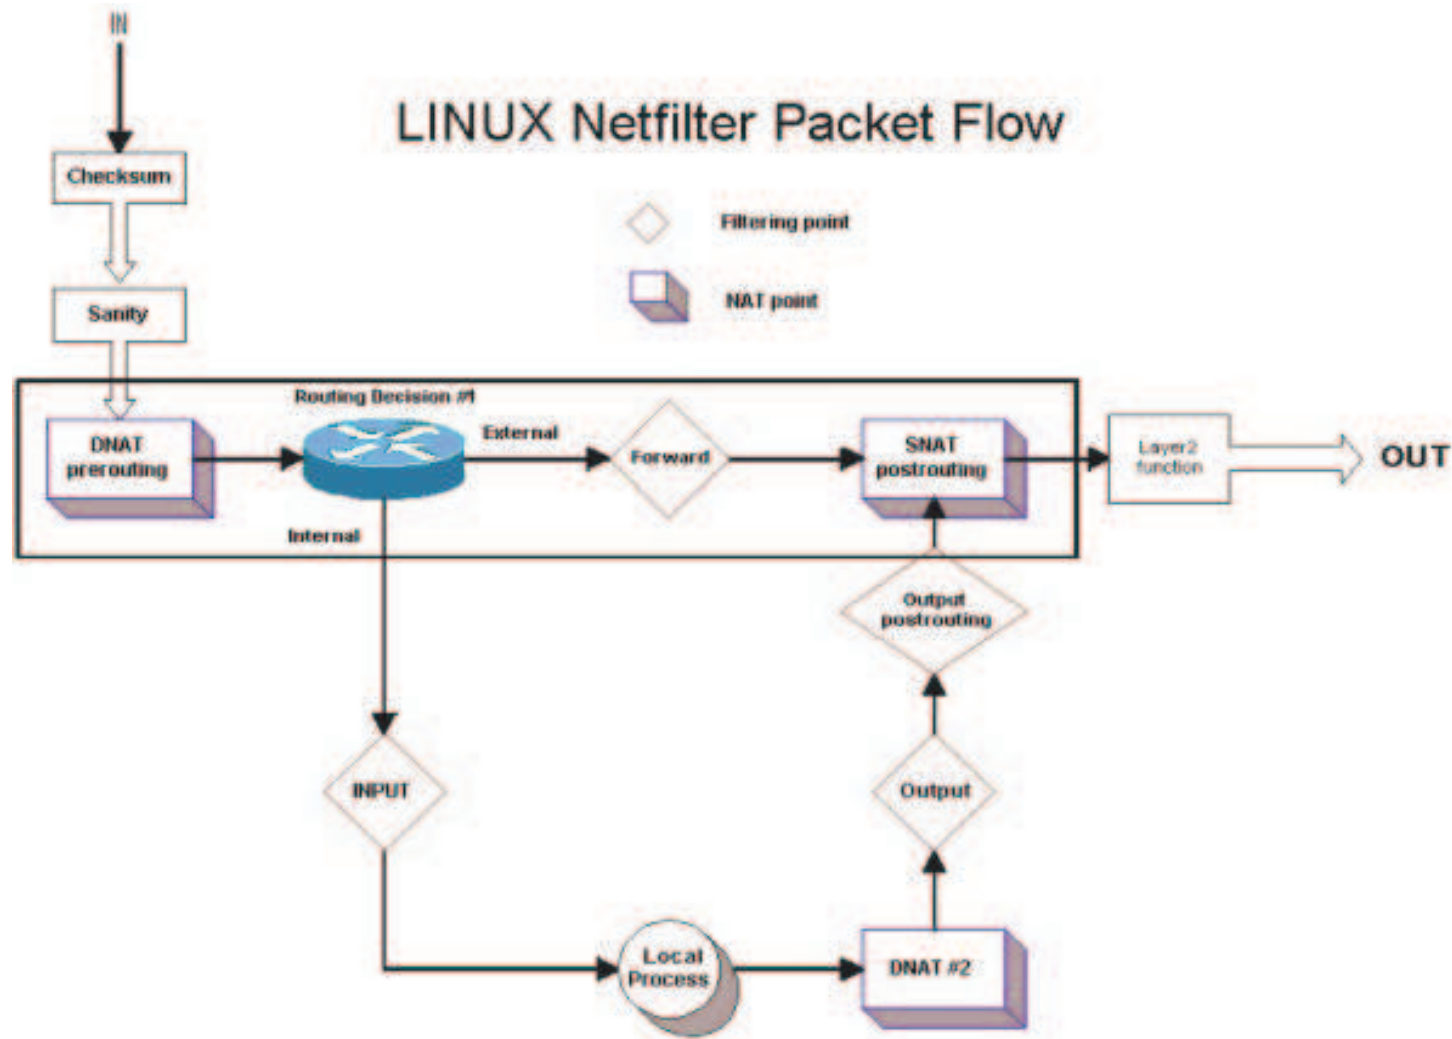 IN
LINUX Netfilter Packet Flow
Checksum
Filtering point
Sanity
NAT point
Routing Decision #1
DNAT
prerouting
External
Forward
SNAT
postrouting
Layer2
function
OUT
Internal
Output
postrouting
INPUT
Output
Local
Process
DNAT #2